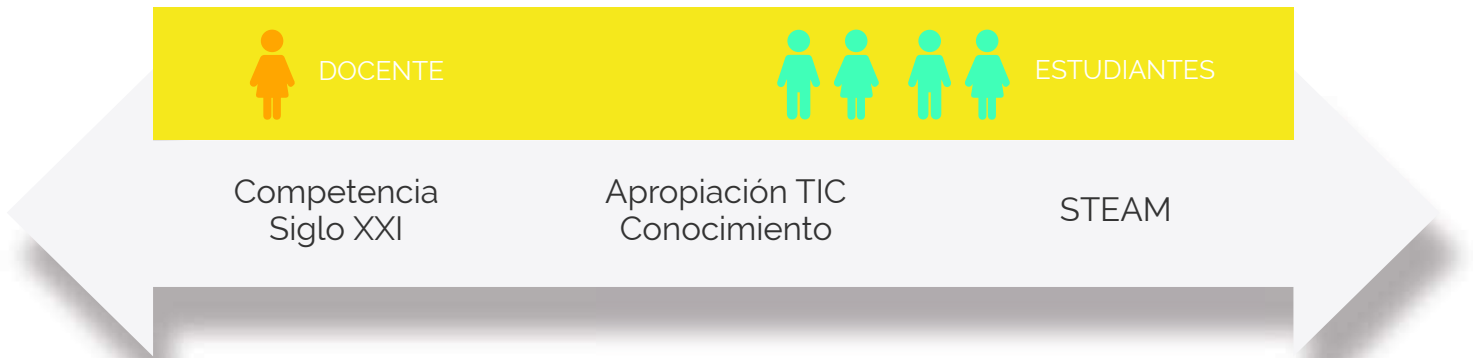 DOCENTE
ESTUDIANTES
Competencia
Siglo XXI
Apropiación TIC
Conocimiento
STEAM